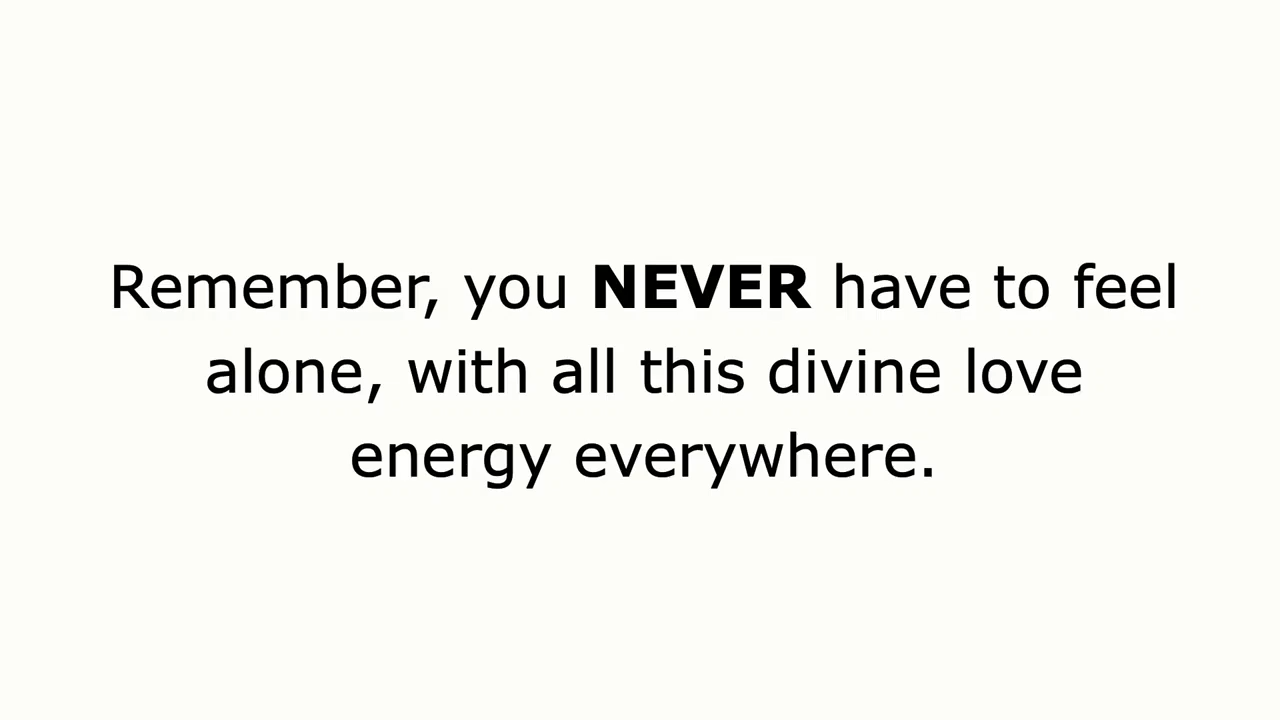 Remember, you NEVER have to feel
alone, with all this divine love
energy everywhere.